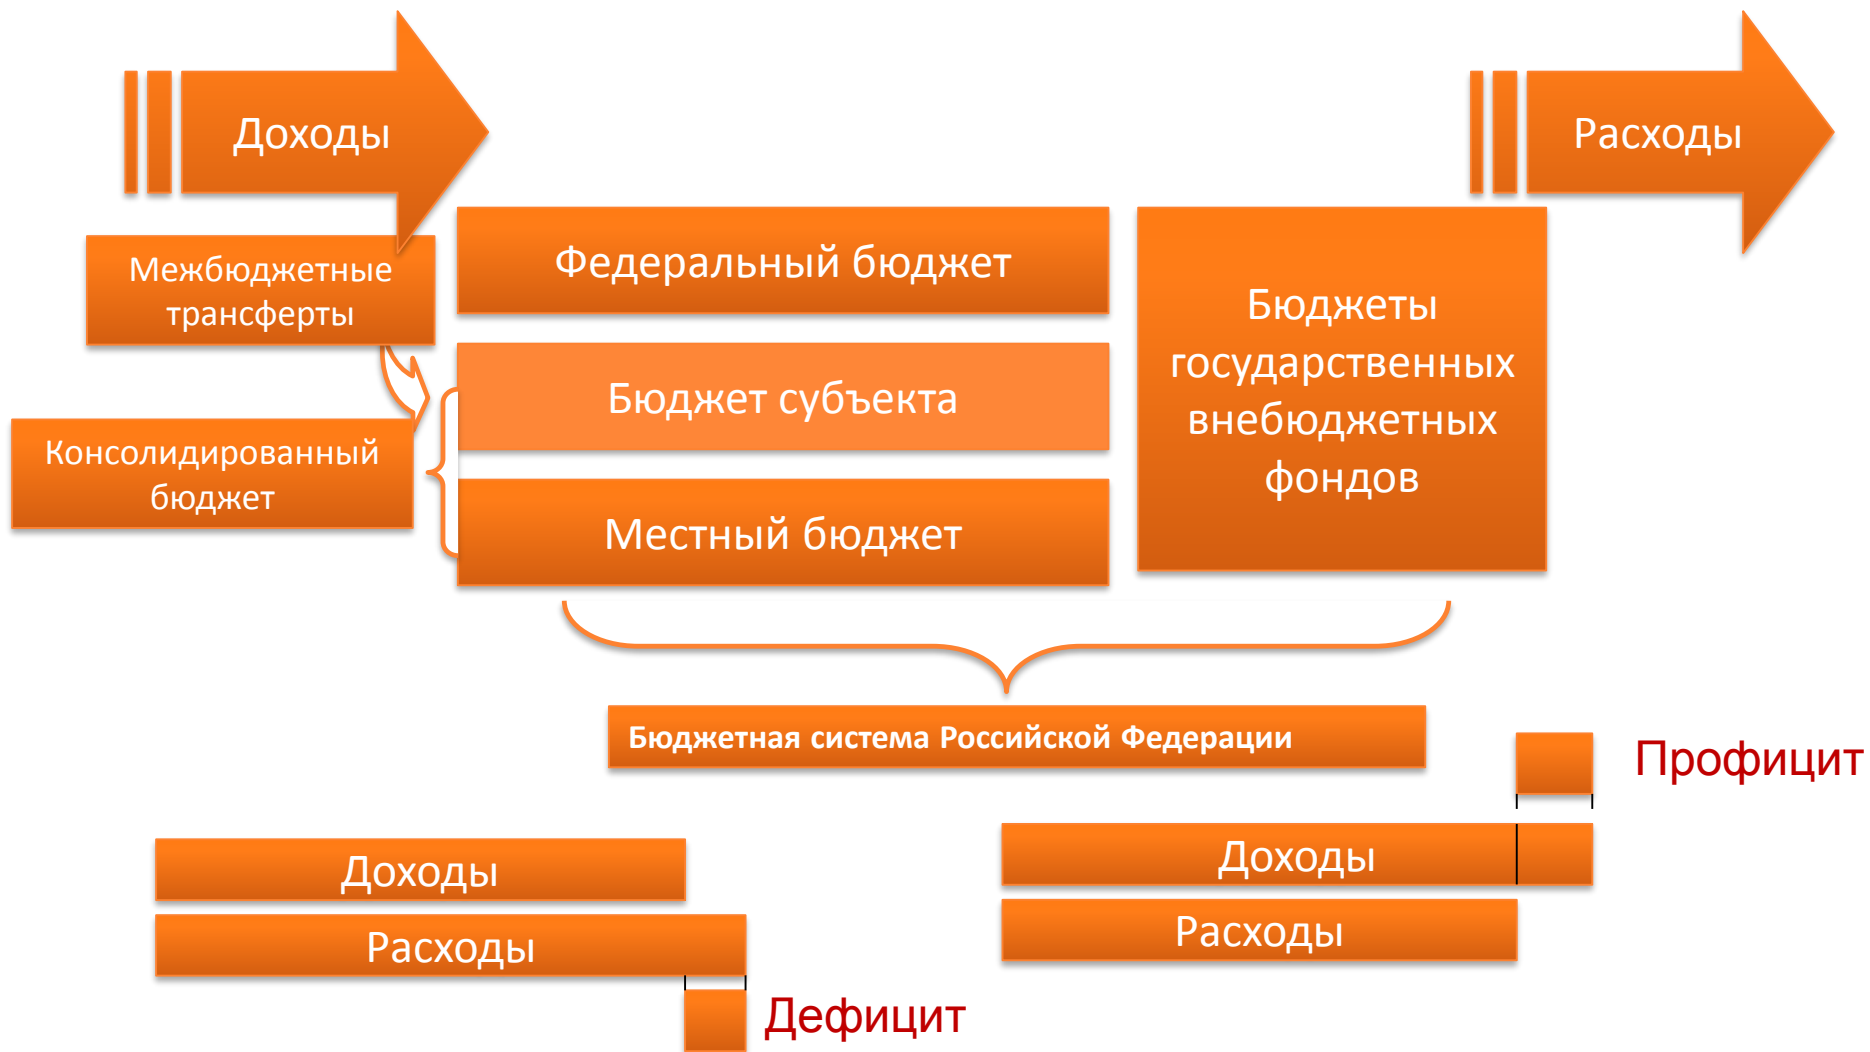 Доходы
Расходы
Межбюджетные
трансферты
Федеральный бюджет
Бюджеты
государственных
внебюджетных
фондов
Бюджет субъекта
Консолидированный
бюджет
Местный бюджет
Бюджетная система Российской Федерации
Профицит
Доходы
Расходы
Дефицит
Доходы
Расходы